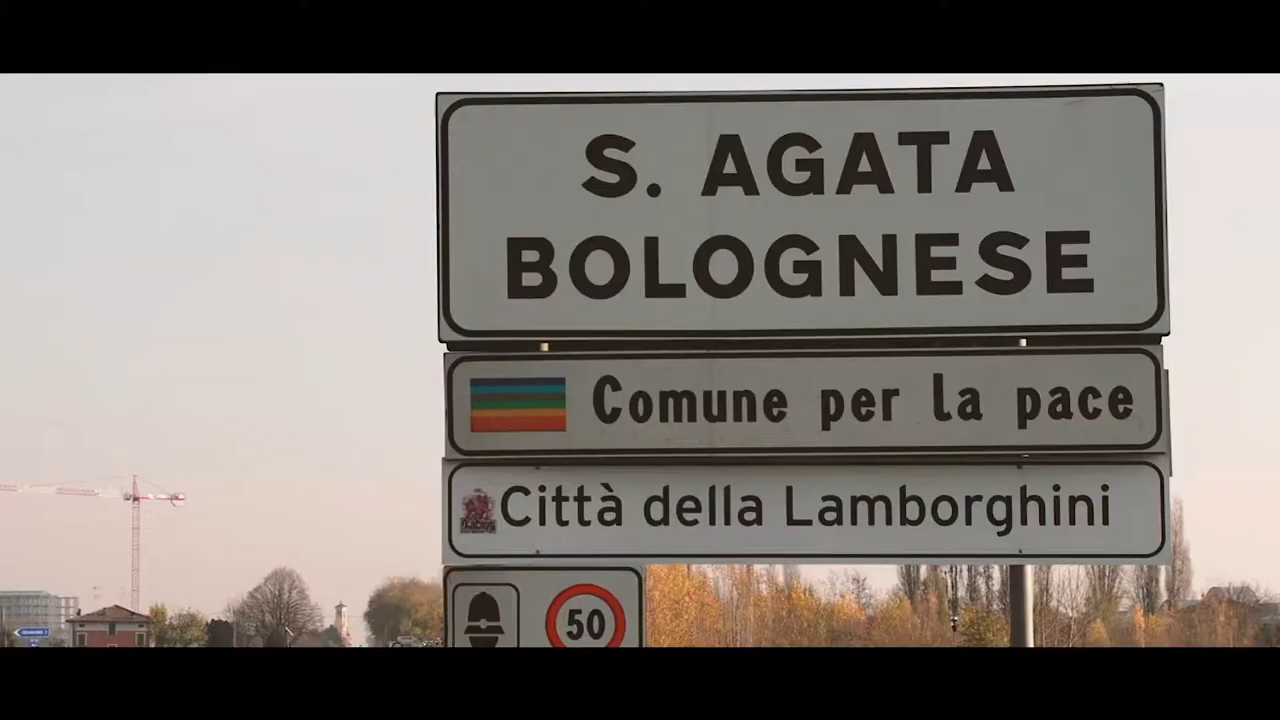 S. AGATA
BOLOGNESE
Comune per la pace
Città della Lamborghini
50